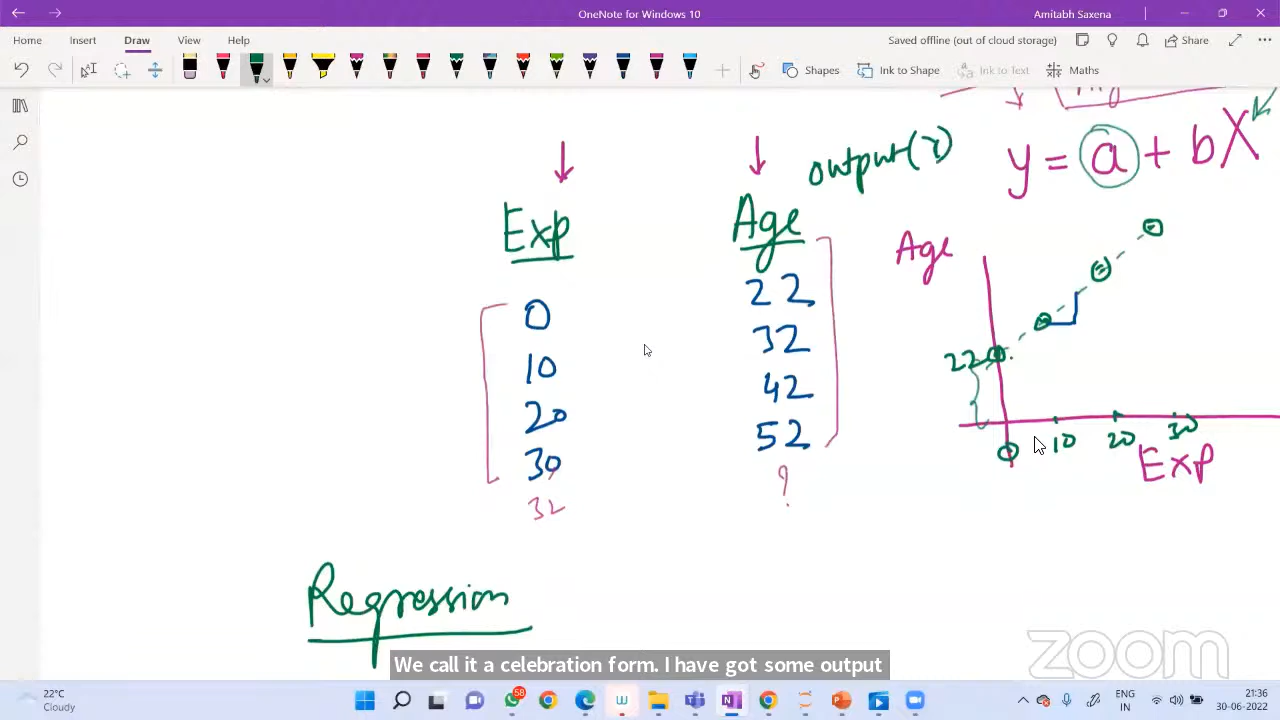 OneNote for Windows 10
Amitabh Saxena
Home Insert Draw View Help
Saved offline (out of cloud storage)
Share
Shapes
Ink to Shape
Ink to Text
Maths
y = a + bX
Exp
Age
0
10
20
30
32
22
32
42
52
?
Age
22
0 10 20 30
Exp
Regression
We call it a celebration form. I have got some output
zoom
22°C
Cloudy
58
ENG
IN
21:36
30-06-2022